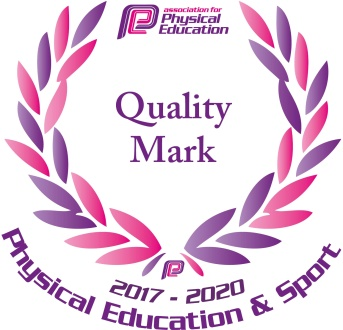 association for
Physical
Education
Quality
Mark
2017 - 2020
Physical Education & Sport